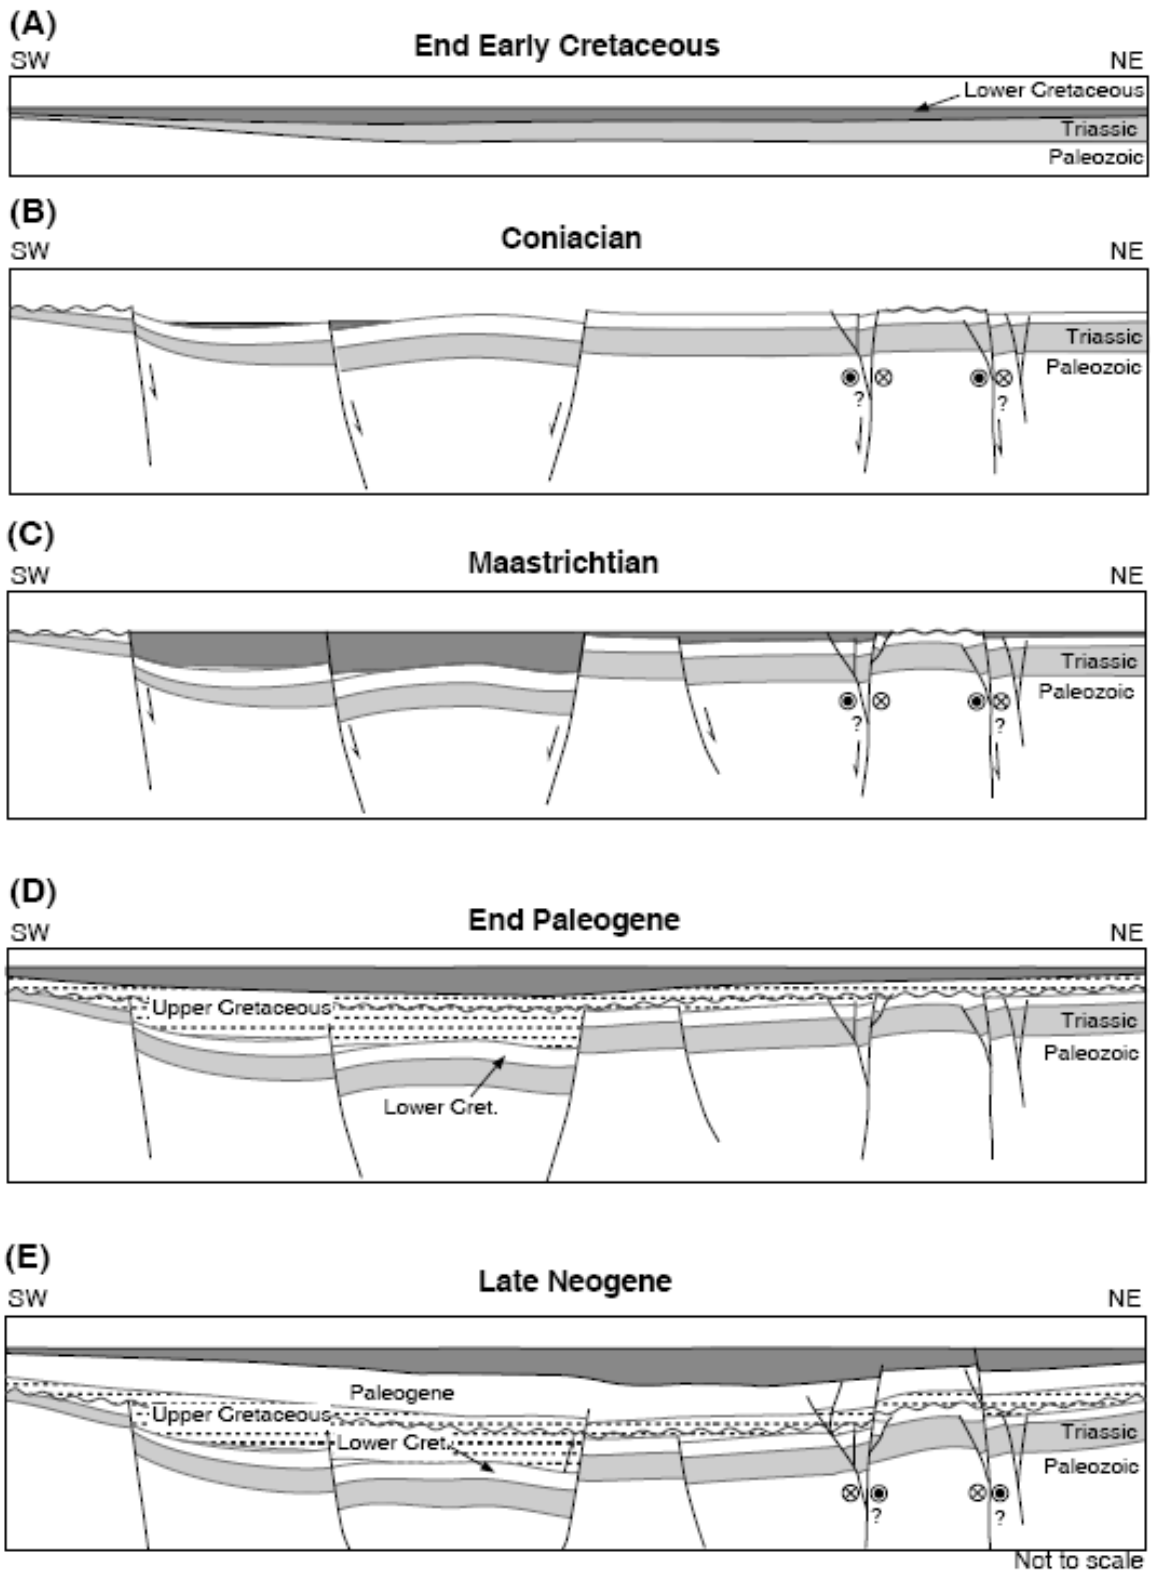 (A)
End Early Cretaceous
SW
NE
Lower Cretaceous
Triassic
Paleozoic
(B)
Coniacian
SW
NE
Triassic
Paleozoic
?
?
(C)
Maastrichtian
SW
NE
Triassic
Paleozoic
?
?
(D)
End Paleogene
SW
NE
Upper Cretaceous
Triassic
Paleozoic
Lower Cret.
(E)
Late Neogene
SW
NE
Paleogene
Upper Cretaceous
Lower Cret.
Triassic
Paleozoic
?
?
Not to scale